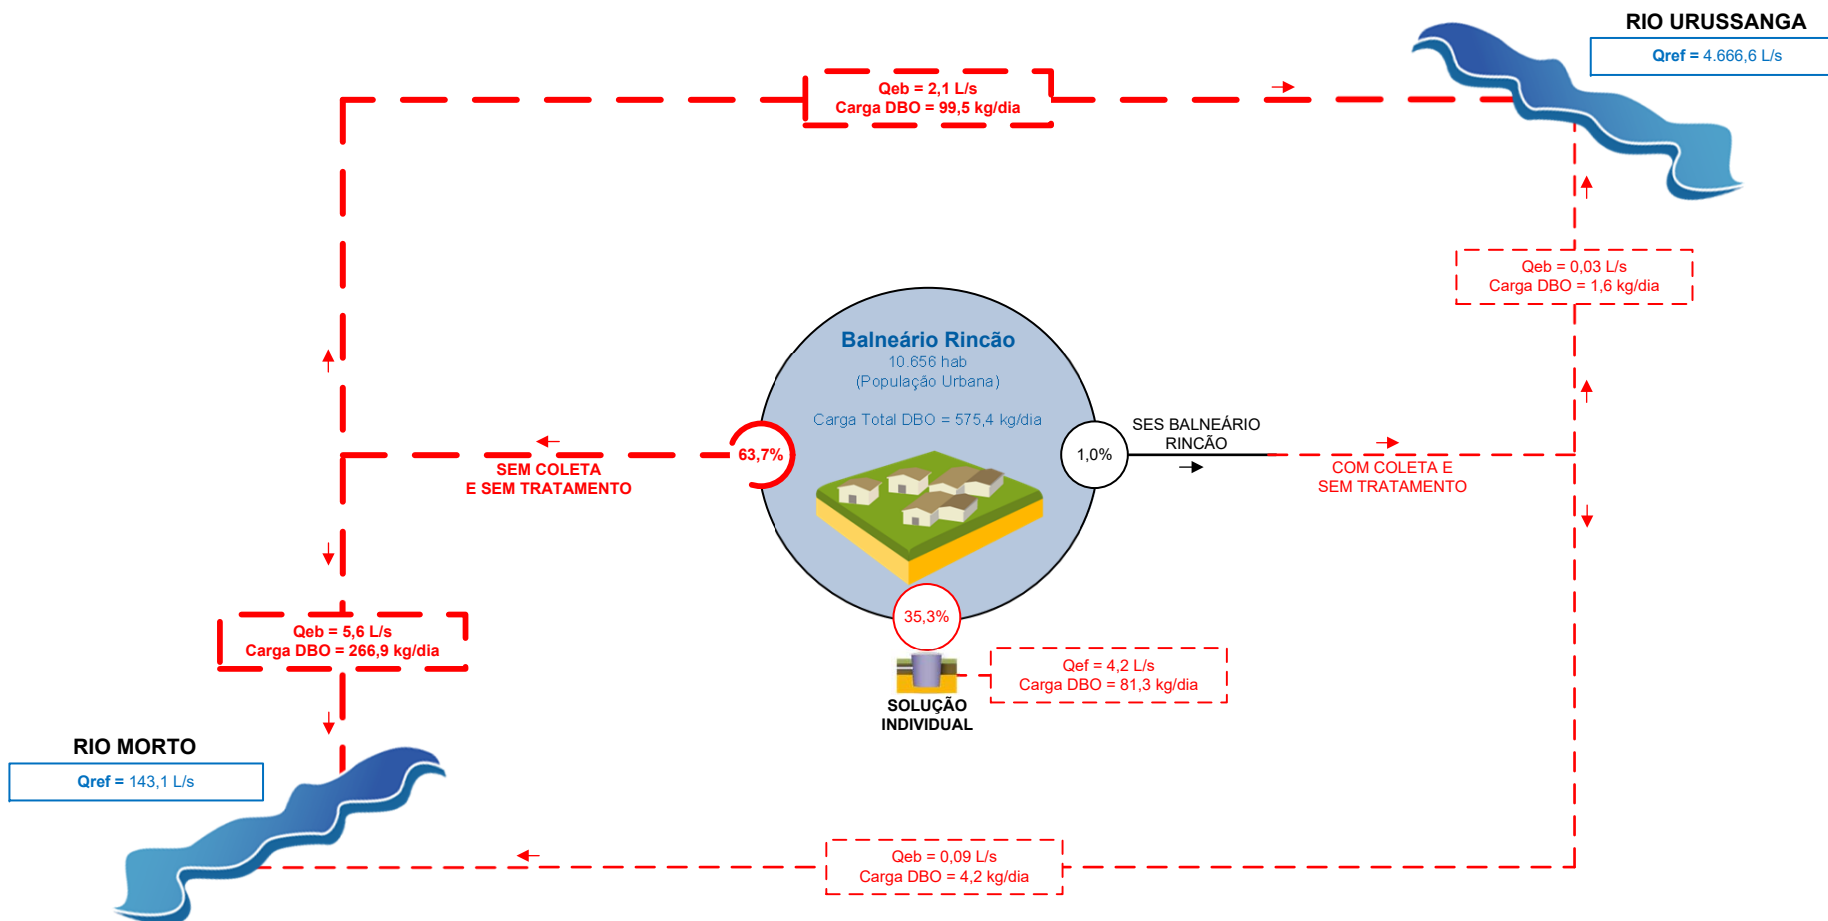 RIO URUSSANGA
Qref = 4.666,6 L/s
Qeb = 2,1 L/s
Carga DBO = 99,5 kg/dia
Qeb = 0,03 L/s
Carga DBO = 1,6 kg/dia
Balneário Rincão
10.656 hab
(População Urbana)
Carga Total DBO = 575,4 kg/dia
63,7%
SEM COLETA
E SEM TRATAMENTO
1,0%
SES BALNEÁRIO
RINCÃO
COM COLETA E
SEM TRATAMENTO
35,3%
SOLUÇÃO
INDIVIDUAL
Qef = 4,2 L/s
Carga DBO = 81,3 kg/dia
Qeb = 5,6 L/s
Carga DBO = 266,9 kg/dia
RIO MORTO
Qref = 143,1 L/s
Qeb = 0,09 L/s
Carga DBO = 4,2 kg/dia